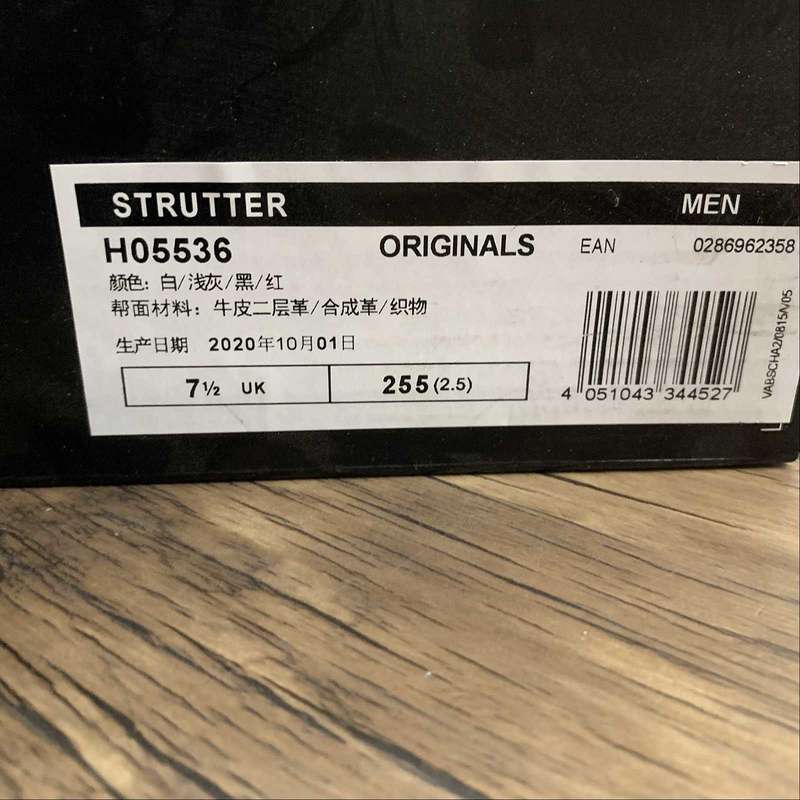 STRUTTER MEN
H05536 ORIGINALS EAN 0286962358
颜色: 白/浅灰/黑/红
帮面材料: 牛皮二层革/合成革/织物
生产日期 2020年10月01日
7½ UK 255 (2.5)
4 051043 344527
VABSCHA2/0815/V05